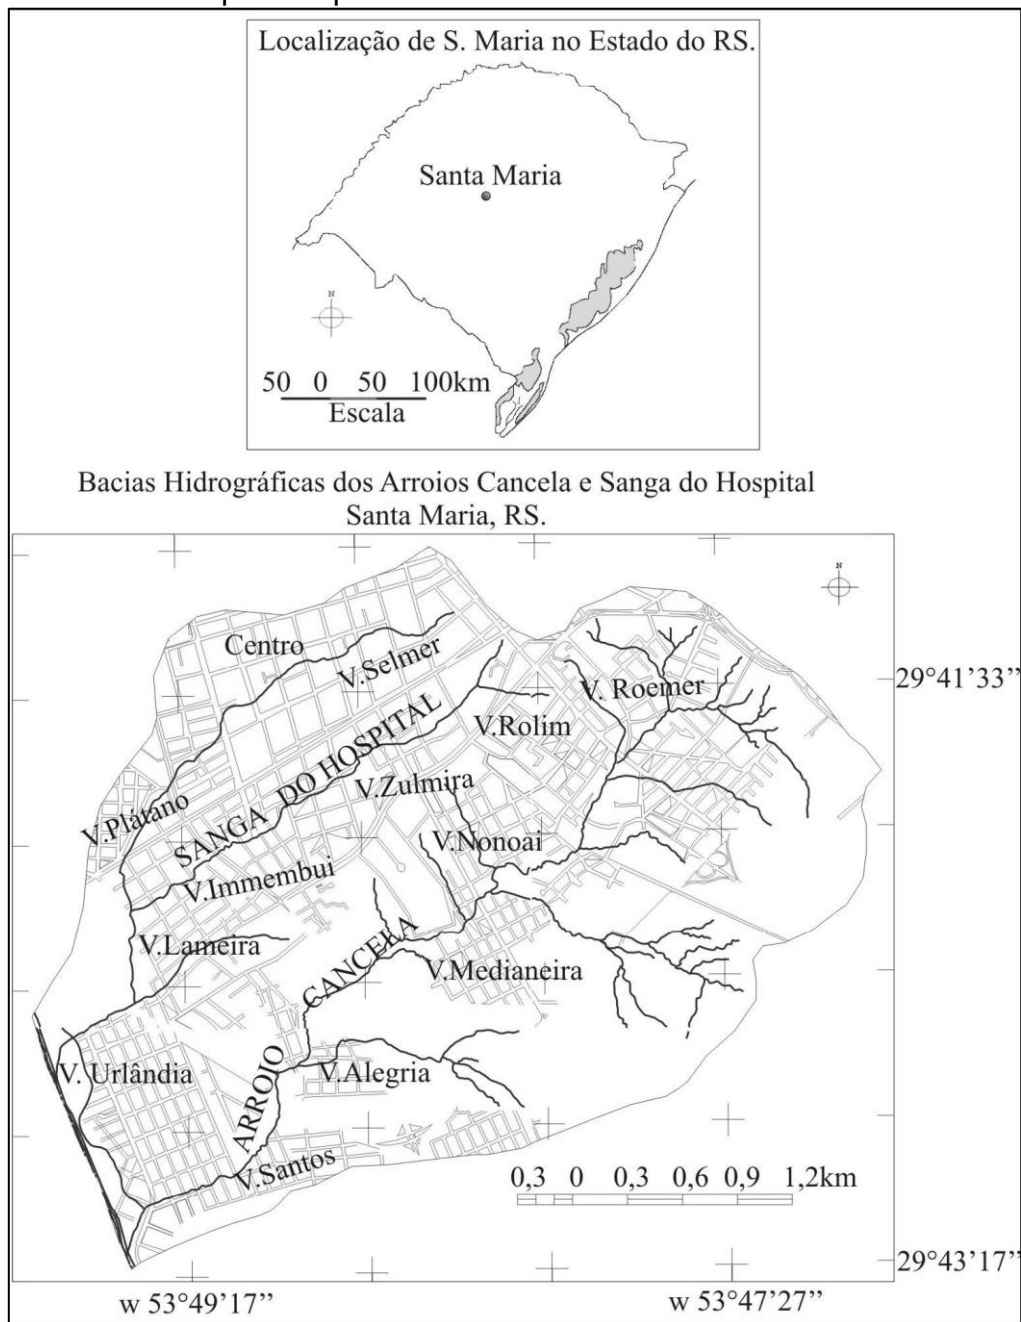 Localização de S. Maria no Estado do RS.
Santa Maria
N
50 0 50 100km
Escala
Bacias Hidrográficas dos Arroios Cancela e Sanga do Hospital
Santa Maria, RS.
N
Centro
V.Selmer
V. Roemer
29°41'33’’
V.Rolim
SANGA DO HOSPITAL
V.Zulmira
V.Plátano
V.Nonoai
V.Immembui
V.Lameira
V.Medianeira
ARROIO CANCELA
V. Urlândia
V.Alegria
V.Santos
0,3 0 0,3 0,6 0,9 1,2km
29°43’17’’
w 53°49’17’’
w 53°47’27’’